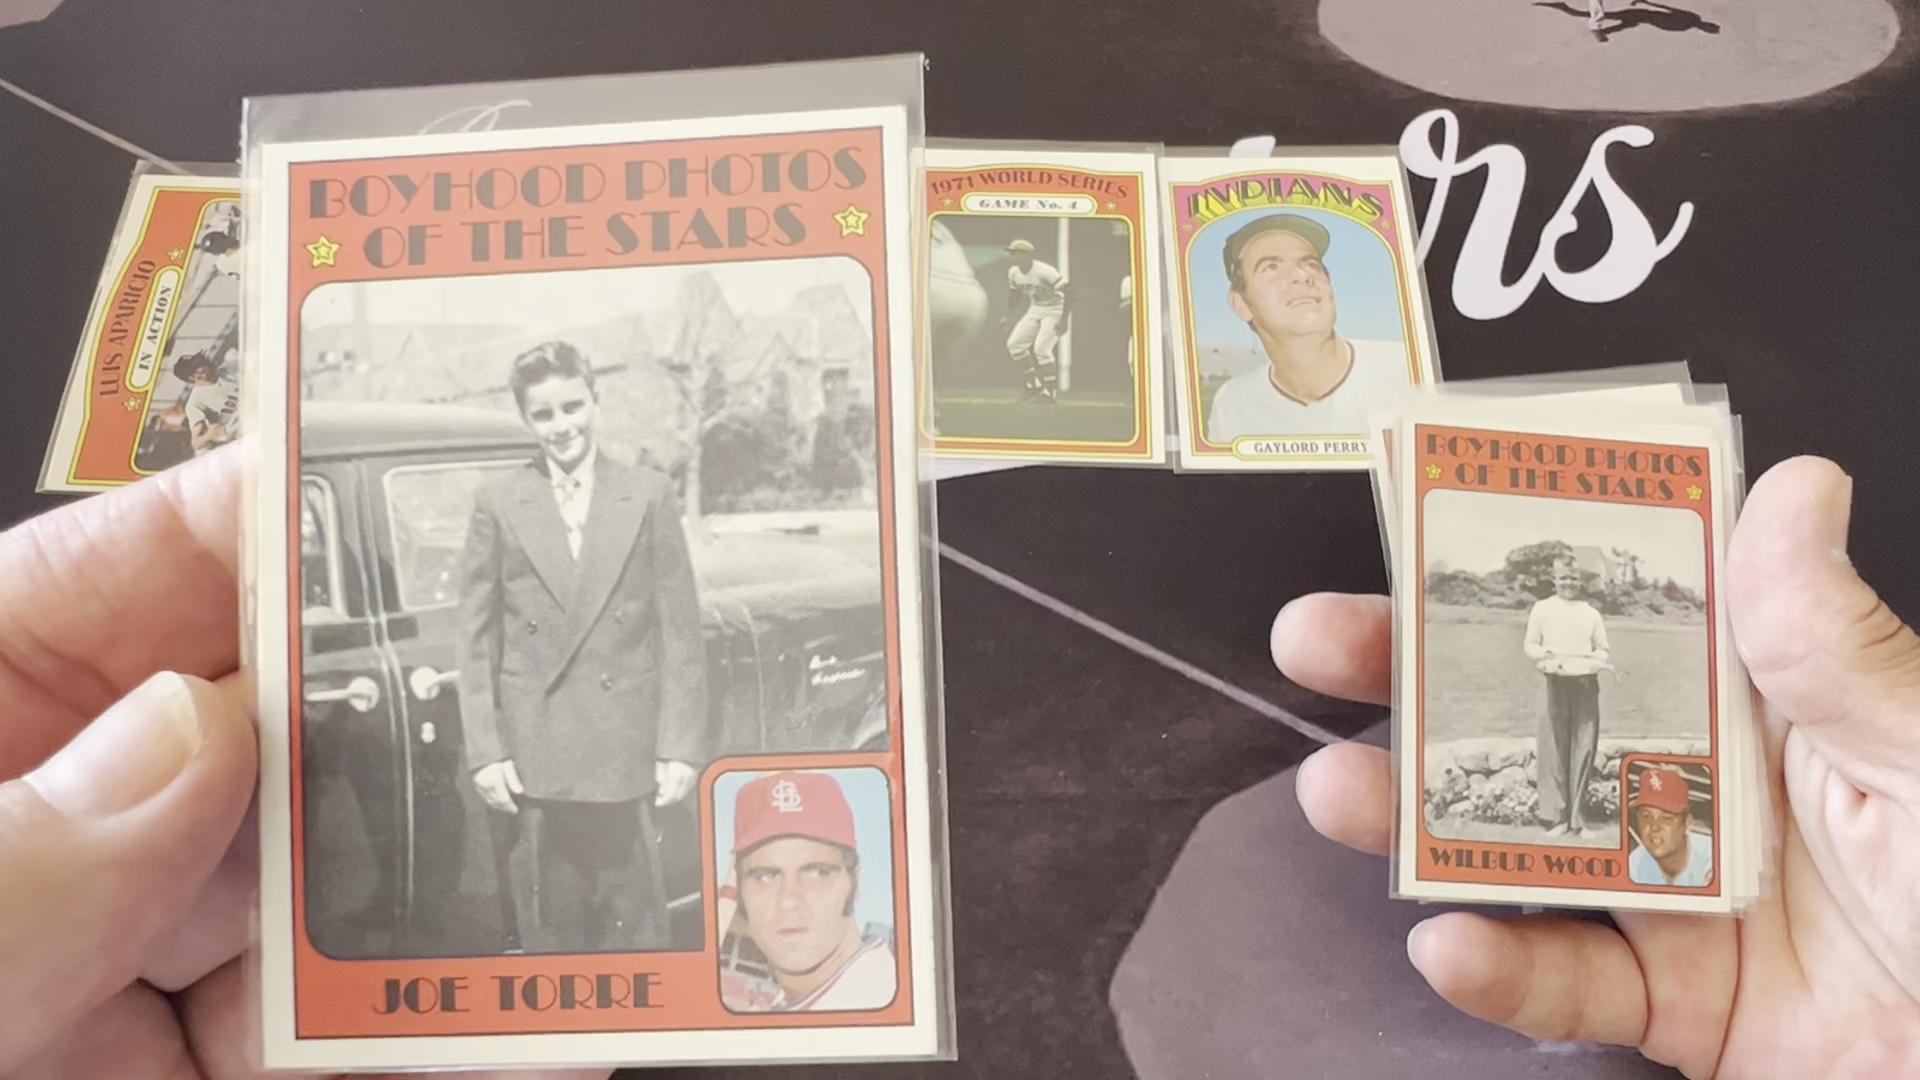 BOYHOOD PHOTOS
OF THE STARS
JOE TORRE
StL
LUIS APARICIO
IN ACTION
1971 WORLD SERIES
GAME No. 4
INDIANS
GAYLORD PERRY
rs
BOYHOOD PHOTOS
OF THE STARS
WILBUR WOOD